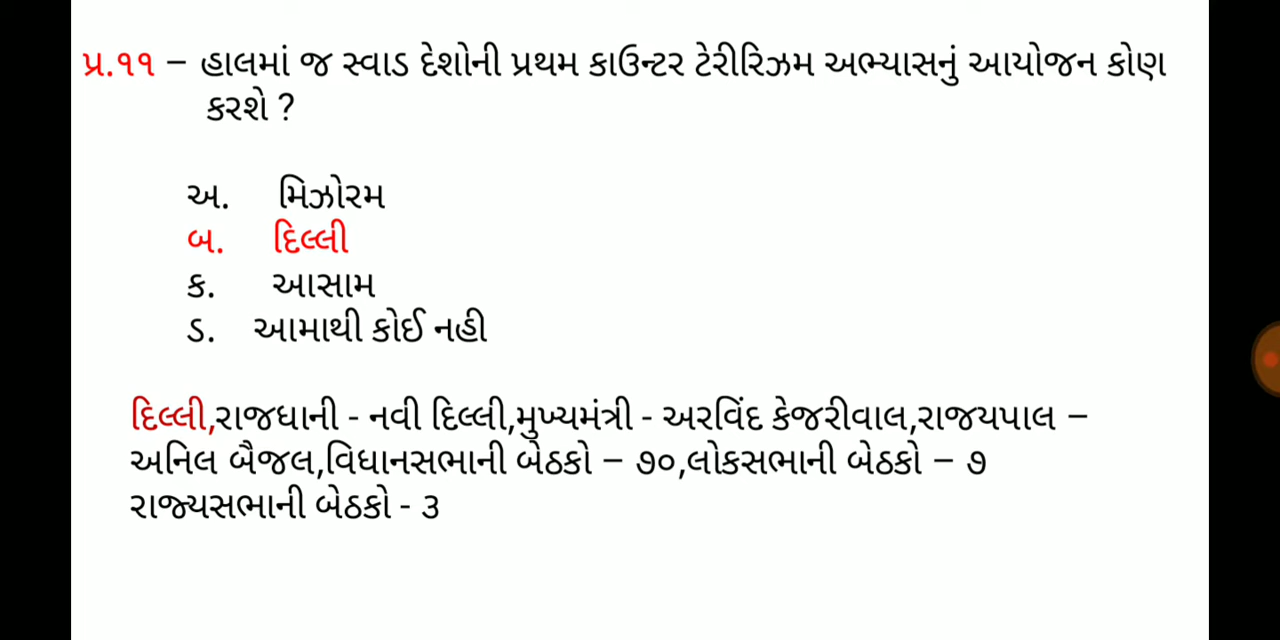 પ્ર.૧૧ – હાલમાં જ સ્વાડ દેશોની પ્રથમ કાઉન્ટર ટેરીરિઝમ અભ્યાસનું આયોજન કોણ
કરશે ?
અ. મિઝોરમ
બ. દિલ્લી
ક. આસામ
ડ. આમાથી કોઈ નહી
દિલ્લી,રાજધાની - નવી દિલ્લી,મુખ્યમંત્રી - અરવિંદ કેજરીવાલ,રાજયપાલ –
અનિલ બૈજલ,વિધાનસભાની બેઠકો – ૭૦,લોકસભાની બેઠકો – ૭
રાજ્યસભાની બેઠકો - ૩